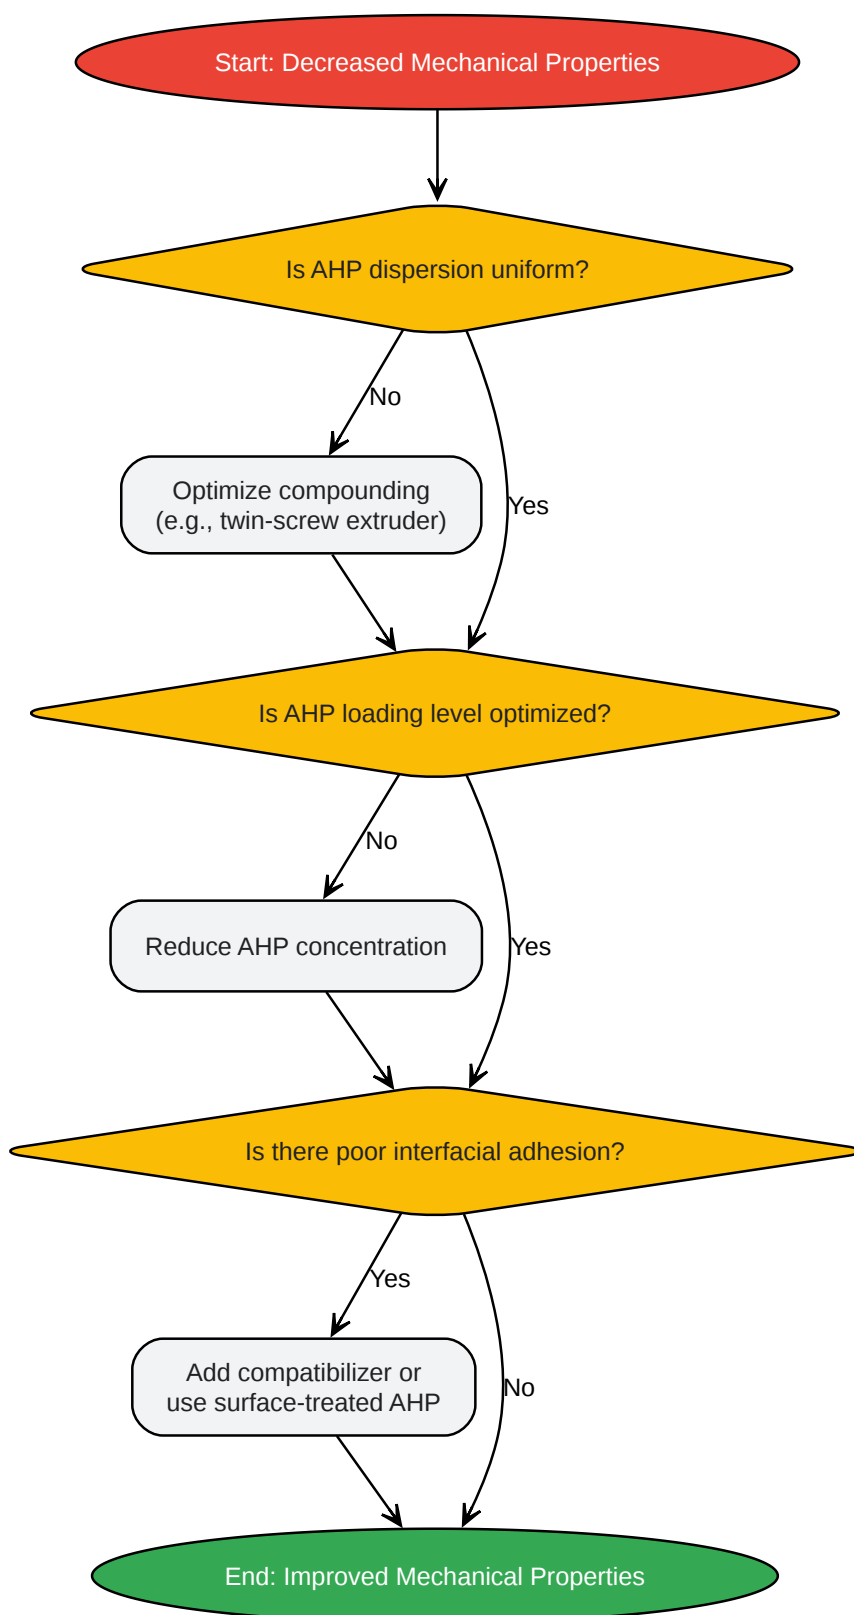 Start: Decreased Mechanical Properties
Is AHP dispersion uniform?
No
Optimize compounding
(e.g., twin-screw extruder)
Yes
Is AHP loading level optimized?
No
Reduce AHP concentration
Yes
Is there poor interfacial adhesion?
Yes
Add compatibilizer or
use surface-treated AHP
No
End: Improved Mechanical Properties